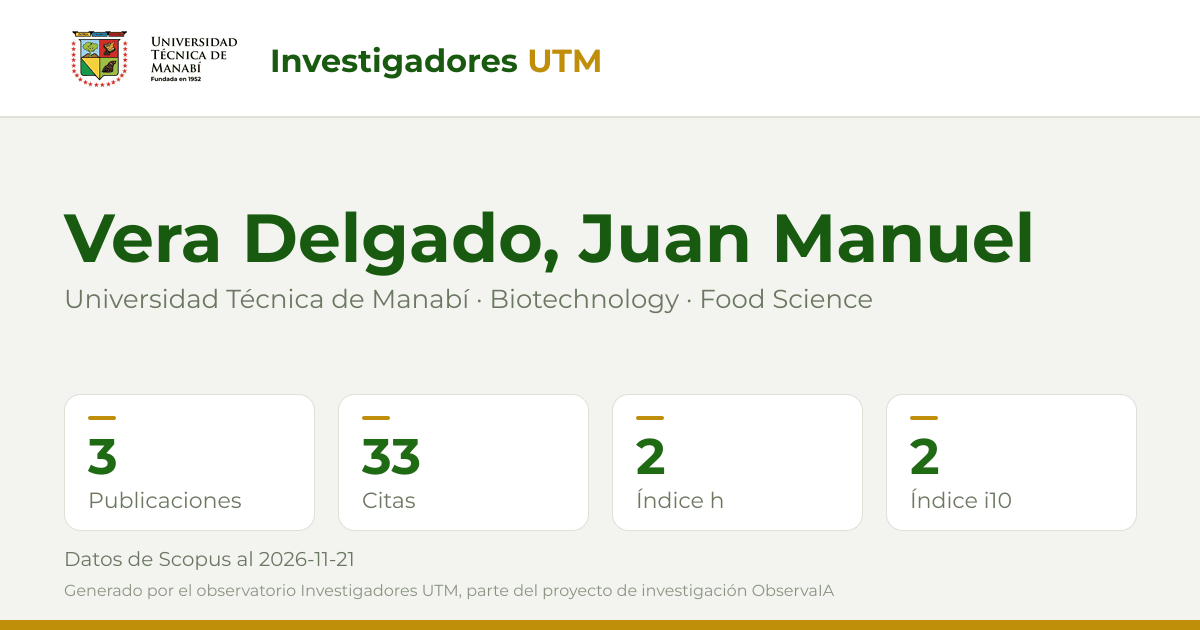 UNIVERSIDAD
TÉCNICA DE
MANABÍ
Fundada en 1952
Investigadores UTM
Vera Delgado, Juan Manuel
Universidad Técnica de Manabí · Biotechnology · Food Science
3
Publicaciones
33
Citas
2
Índice h
2
Índice i10
Datos de Scopus al 2026-11-21
Generado por el observatorio Investigadores UTM, parte del proyecto de investigación ObservaIA